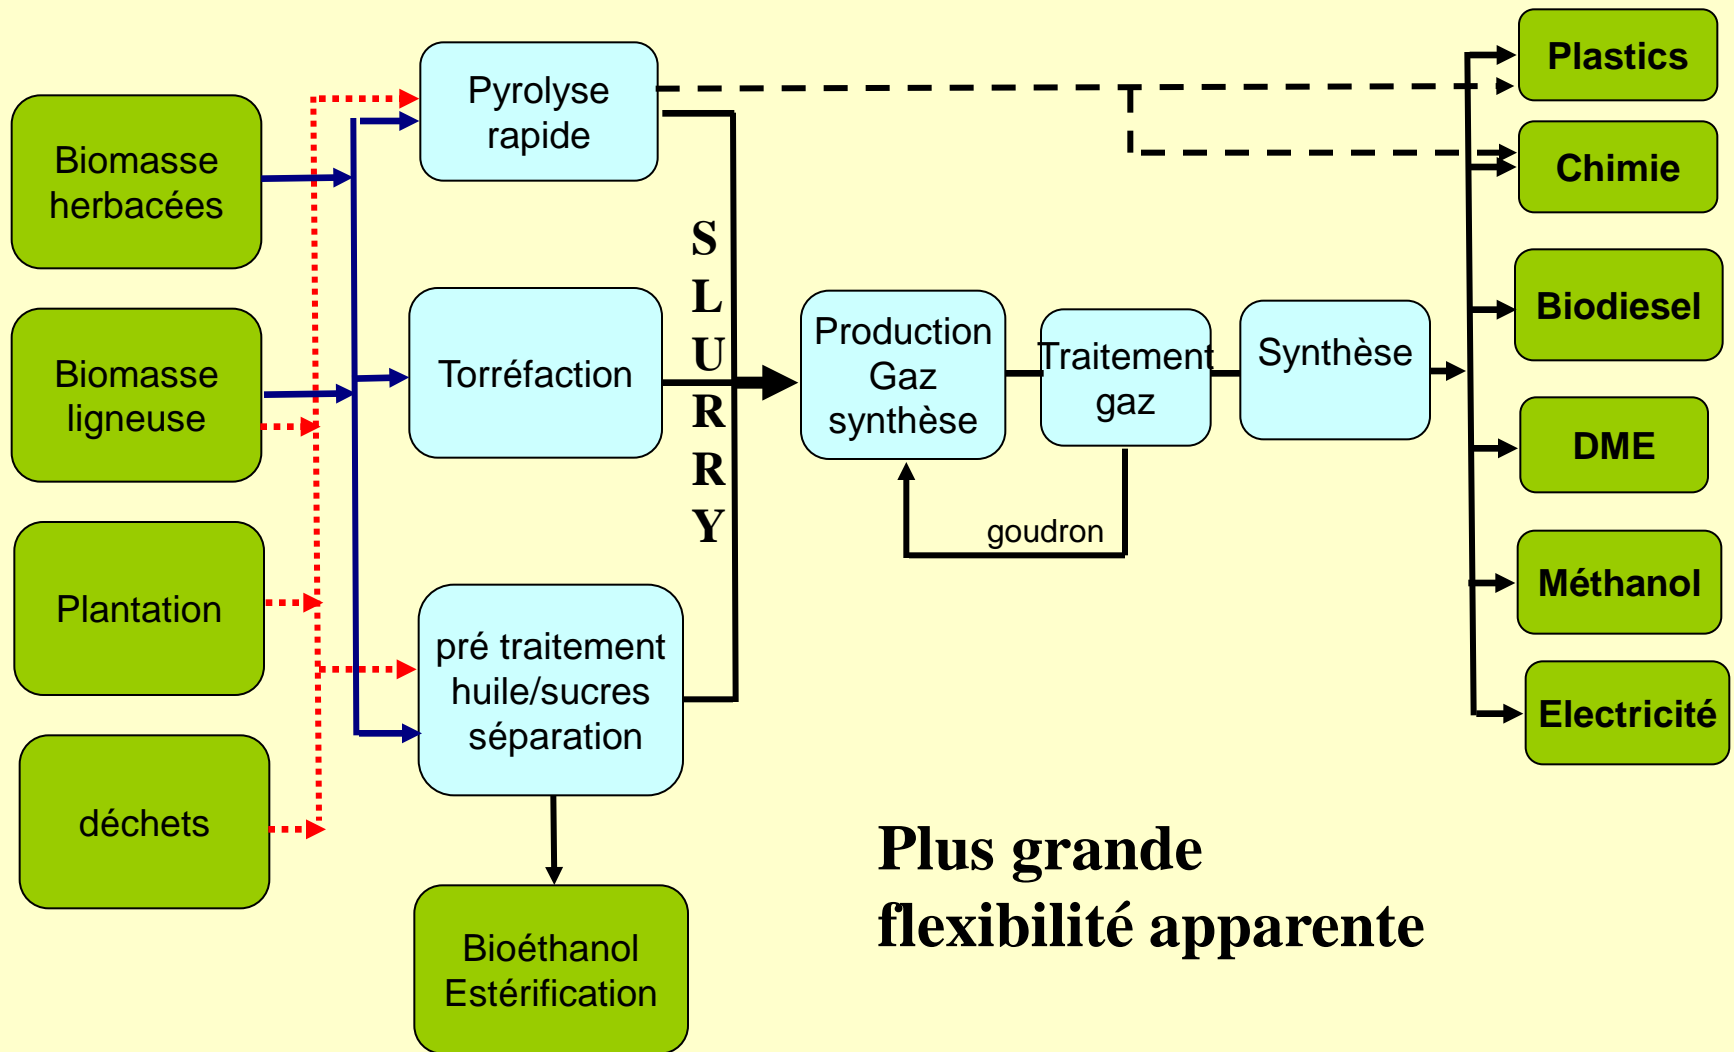 Biomasse
herbacées
Biomasse
ligneuse
Plantation
déchets
Pyrolyse
rapide
Torréfaction
pré traitement
huile/sucres
séparation
Bioéthanol
Estérification
S
L
U
R
R
Y
Production
Gaz
synthèse
Traitement
gaz
goudron
Synthèse
Plastics
Chimie
Biodiesel
DME
Méthanol
Electricité
Plus grande
flexibilité apparente